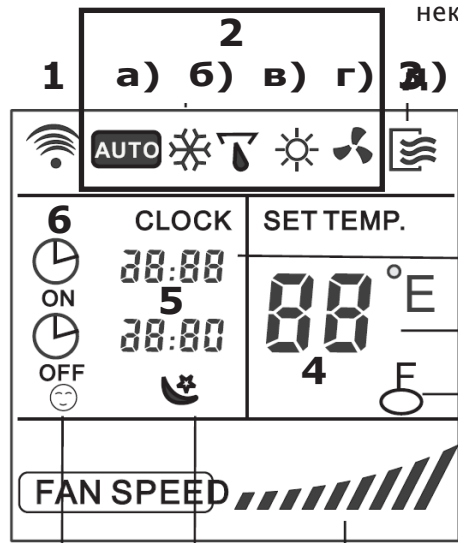 нек
2
1 а) б) в) г) д) 3
AUTO
6 CLOCK SET TEMP.
88:88
ON 5 88 °E
88:80
OFF 4 F
FAN SPEED